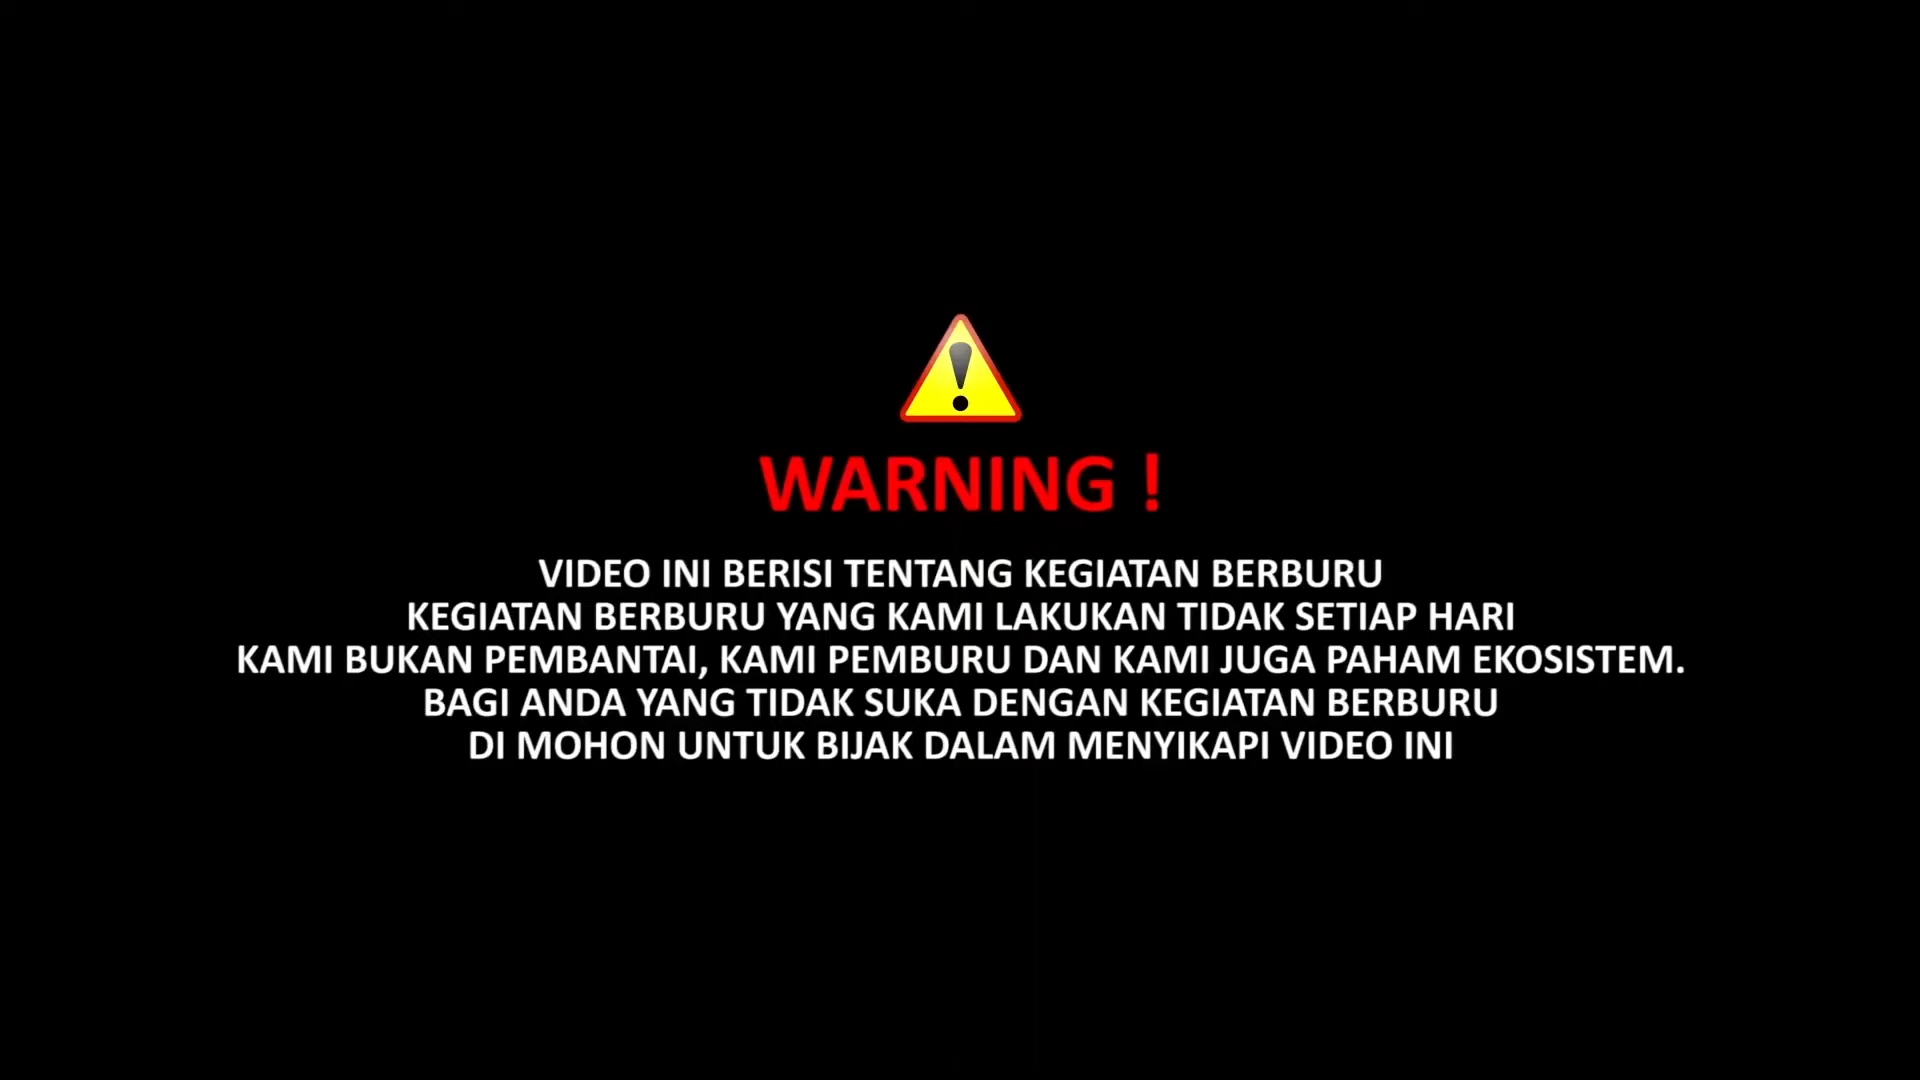 WARNING !
VIDEO INI BERISI TENTANG KEGIATAN BERBURU
KEGIATAN BERBURU YANG KAMI LAKUKAN TIDAK SETIAP HARI
KAMI BUKAN PEMBANTAI, KAMI PEMBURU DAN KAMI JUGA PAHAM EKOSISTEM.
BAGI ANDA YANG TIDAK SUKA DENGAN KEGIATAN BERBURU
DI MOHON UNTUK BIJAK DALAM MENYIKAPI VIDEO INI